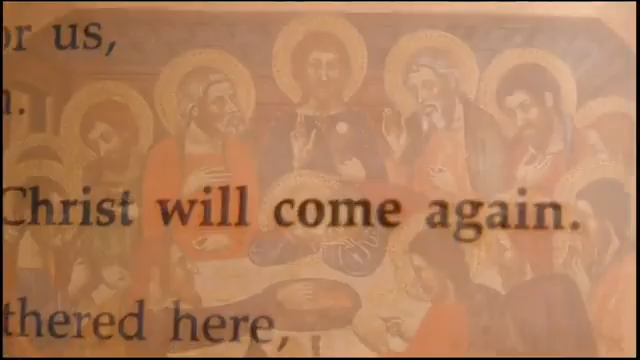 or us,
n.
Christ will come again.
thered here,